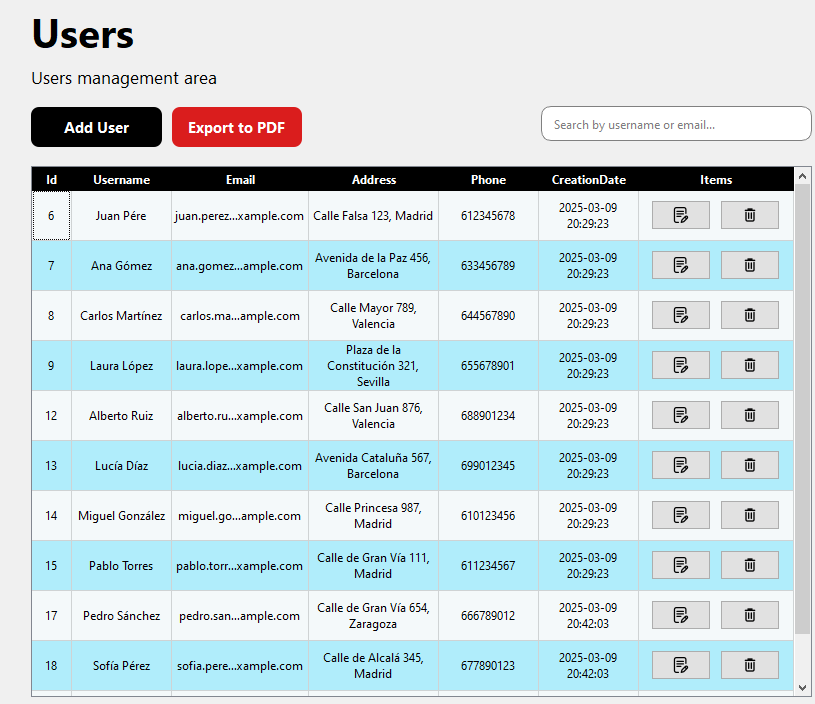 Users
Users management area
Add User Export to PDF Search by username or email...
Id Username Email Address Phone CreationDate Items
6 Juan Pére juan.perez...xample.com Calle Falsa 123, Madrid 612345678 2025-03-09
20:29:23
7 Ana Gómez ana.gomez...ample.com Avenida de la Paz 456,
Barcelona 633456789 2025-03-09
20:29:23
8 Carlos Martínez carlos.ma...ample.com Calle Mayor 789,
Valencia 644567890 2025-03-09
20:29:23
9 Laura López laura.lope...xample.com Plaza de la
Constitución 321,
Sevilla 655678901 2025-03-09
20:29:23
12 Alberto Ruiz alberto.ru...xample.com Calle San Juan 876,
Valencia 688901234 2025-03-09
20:29:23
13 Lucía Díaz lucia.diaz...xample.com Avenida Cataluña 567,
Barcelona 699012345 2025-03-09
20:29:23
14 Miguel González miguel.go...ample.com Calle Princesa 987,
Madrid 610123456 2025-03-09
20:29:23
15 Pablo Torres pablo.torr...xample.com Calle de Gran Vía 111,
Madrid 611234567 2025-03-09
20:29:23
17 Pedro Sánchez pedro.san...ample.com Calle de Gran Vía 654,
Zaragoza 666789012 2025-03-09
20:42:03
18 Sofía Pérez sofia.pere...xample.com Calle de Alcalá 345,
Madrid 677890123 2025-03-09
20:42:03